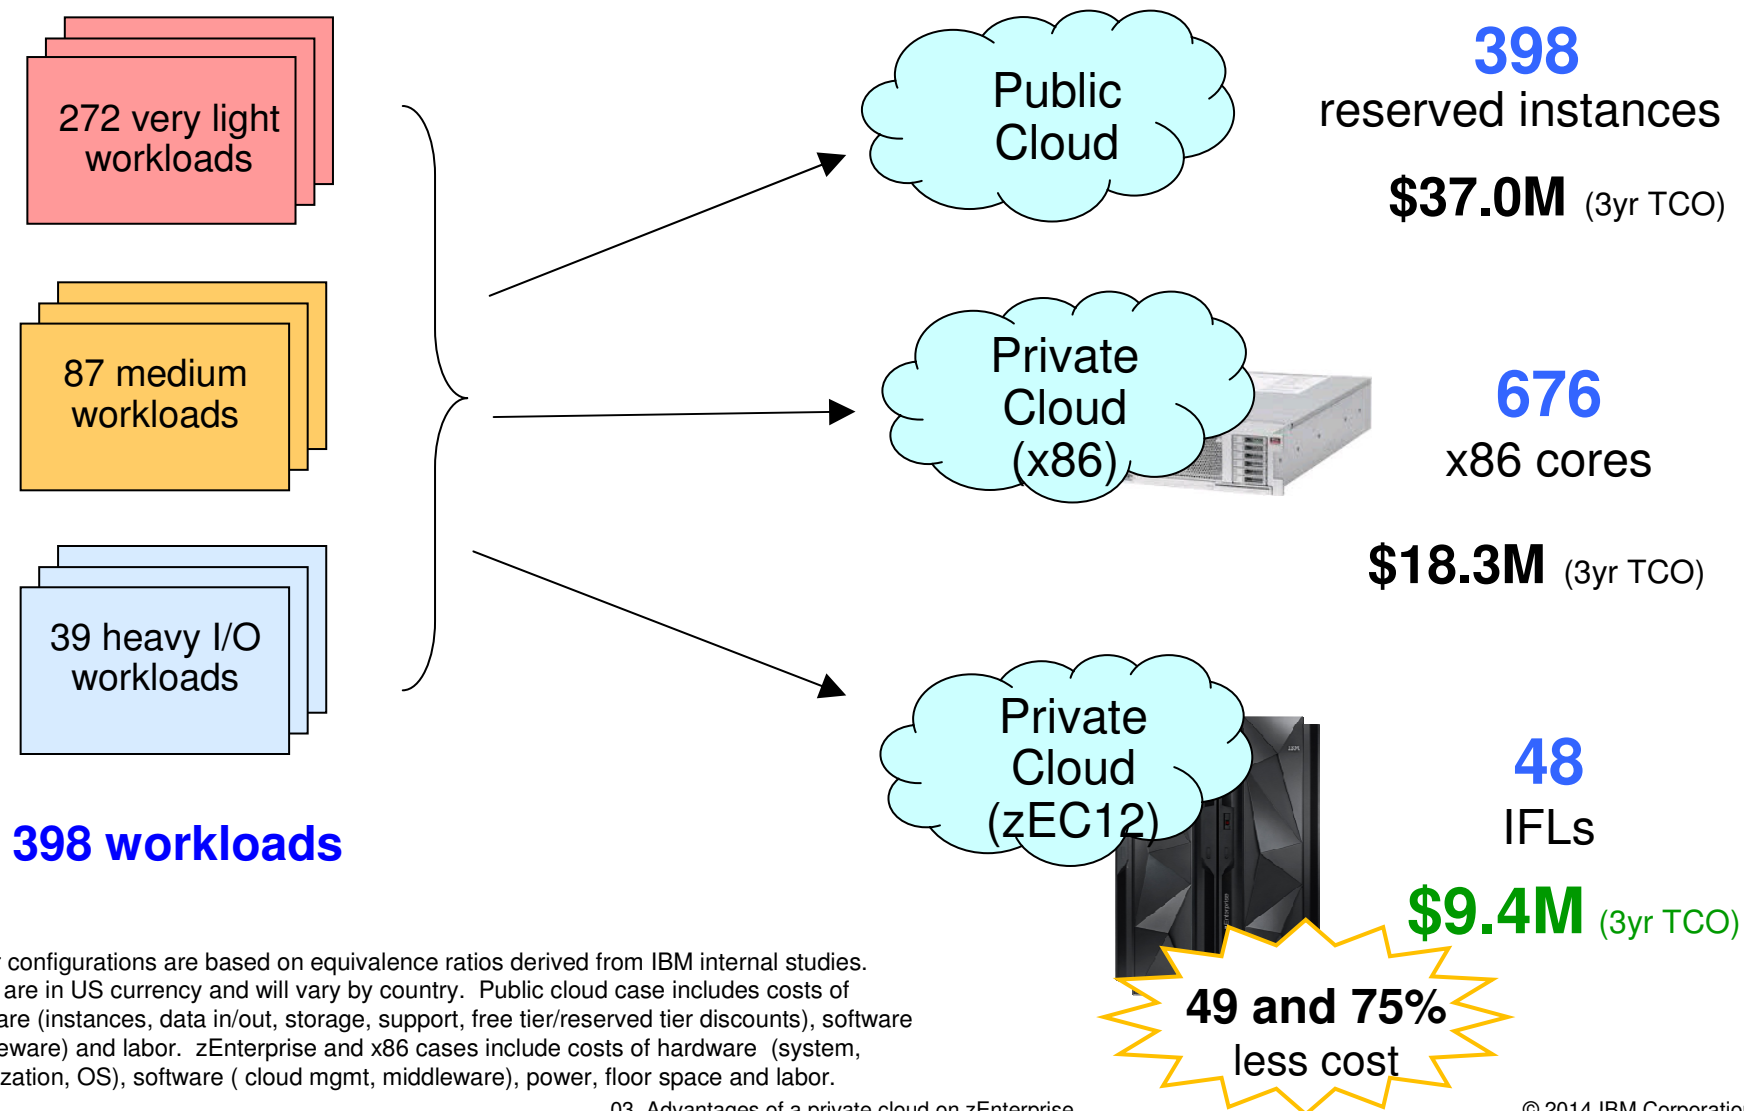 272 very light
workloads
87 medium
workloads
39 heavy I/O
workloads
398 workloads
Public
Cloud
398
reserved instances
$37.0M (3yr TCO)
Private
Cloud
(x86)
676
x86 cores
$18.3M (3yr TCO)
Private
Cloud
(zEC12)
48
IFLs
$9.4M (3yr TCO)
49 and 75%
less cost
configurations are based on equivalence ratios derived from IBM internal studies.
are in US currency and will vary by country. Public cloud case includes costs of
are (instances, data in/out, storage, support, free tier/reserved tier discounts), software
eware) and labor. zEnterprise and x86 cases include costs of hardware (system,
zation, OS), software ( cloud mgmt, middleware), power, floor space and labor.
03. Advantages of a private cloud on zEnterprise
© 2014 IBM Corporation